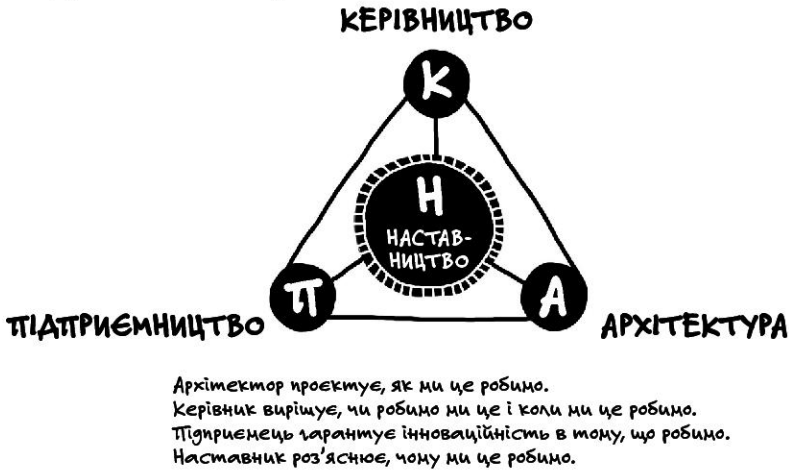 КЕРІВНИЦТВО
К
Н
НАСТАВ-
НИЦТВО
П
А
ПІДПРИЄМНИЦТВО
АРХІТЕКТУРА
Архітектор проєктує, як ми це робимо.
Керівник вирішує, чи робимо ми це і коли ми це робимо.
Підприємець гарантує інноваційність в тому, що робимо.
Наставник роз'яснює, чому ми це робимо.